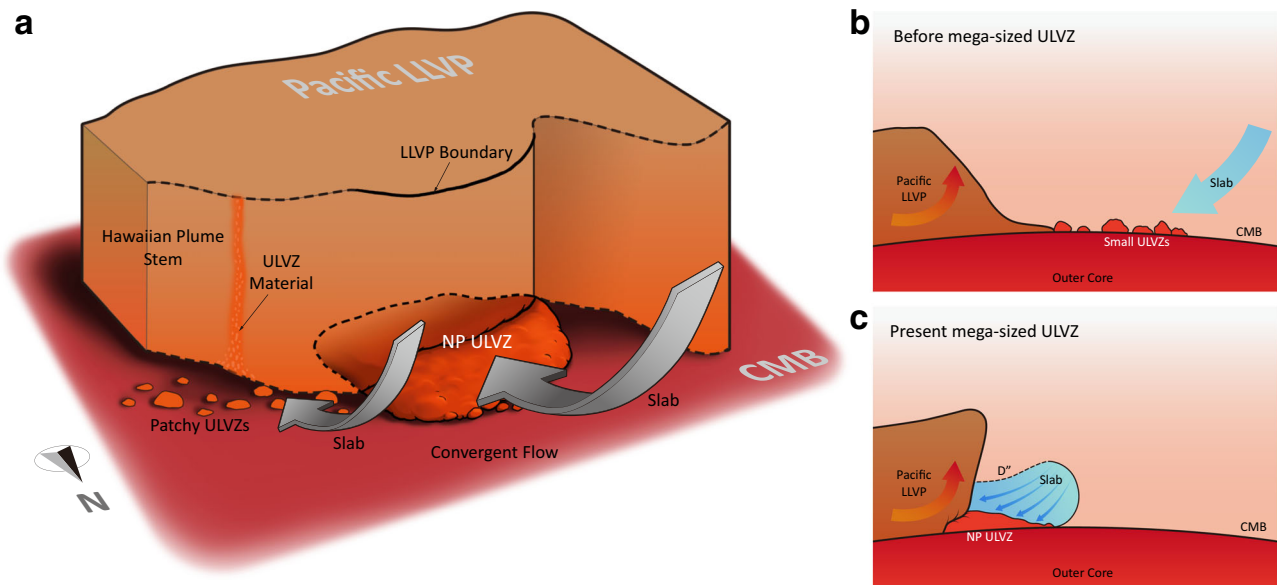 a
Pacific LLVP
LLVP Boundary
Hawaiian Plume
Stem
ULVZ
Material
NP ULVZ
CMB
Patchy ULVZs
Slab
Slab
Convergent Flow
N
b
Before mega-sized ULVZ
Pacific
LLVP
Slab
Small ULVZs
CMB
Outer Core
c
Present mega-sized ULVZ
Pacific
LLVP
D”
Slab
NP ULVZ
CMB
Outer Core